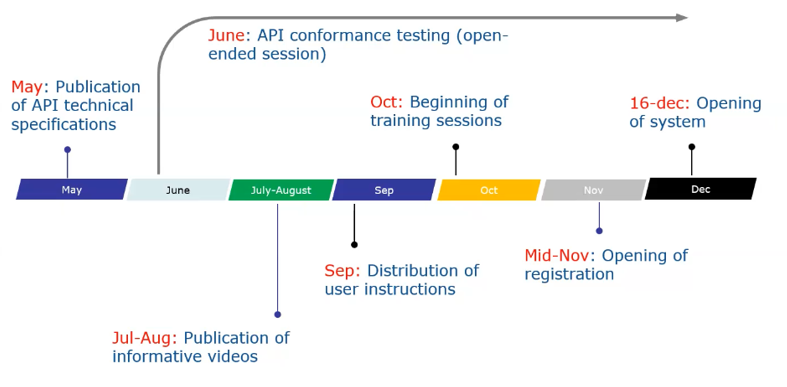 June: API conformance testing (open-
ended session)
May: Publication
of API technical
specifications
Oct: Beginning of
training sessions
16-dec: Opening
of system
May
June
July-August
Sep
Oct
Nov
Dec
Sep: Distribution of
user instructions
Mid-Nov: Opening of
registration
Jul-Aug: Publication of
informative videos